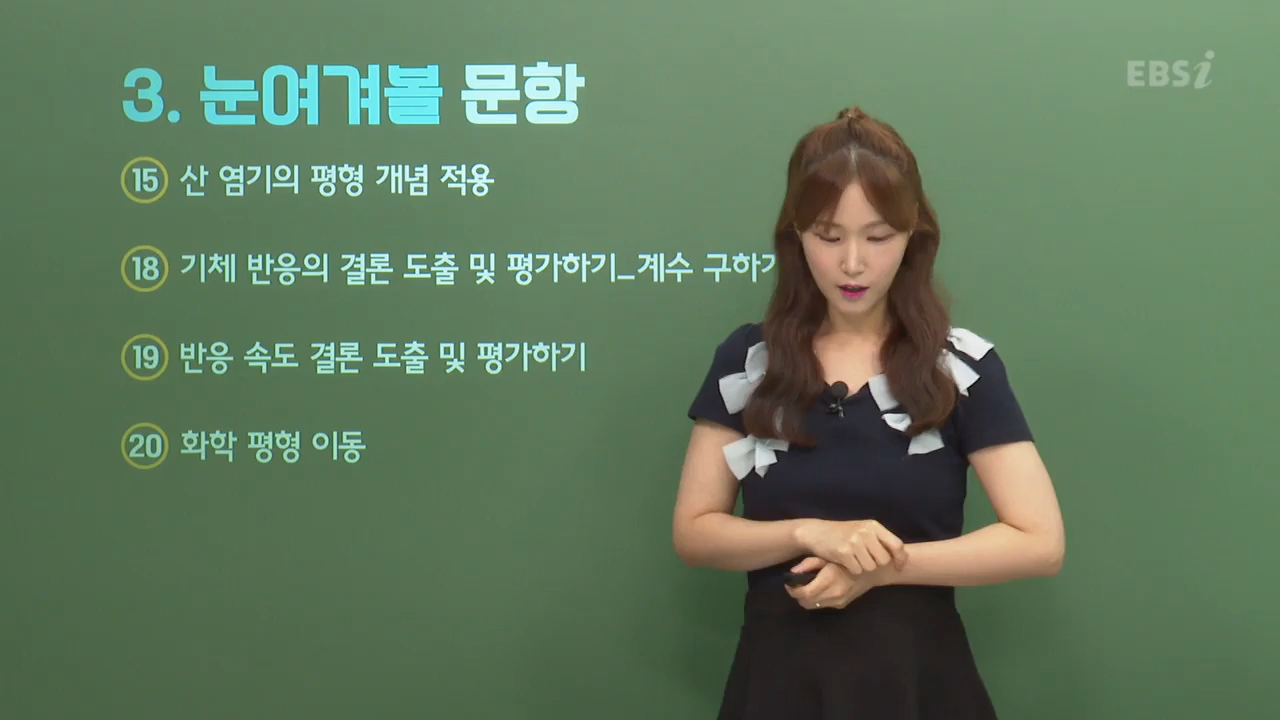 3. 눈여겨볼 문항
EBSi
15 산 염기의 평형 개념 적용
18 기체 반응의 결론 도출 및 평가하기_계수 구하기
19 반응 속도 결론 도출 및 평가하기
20 화학 평형 이동